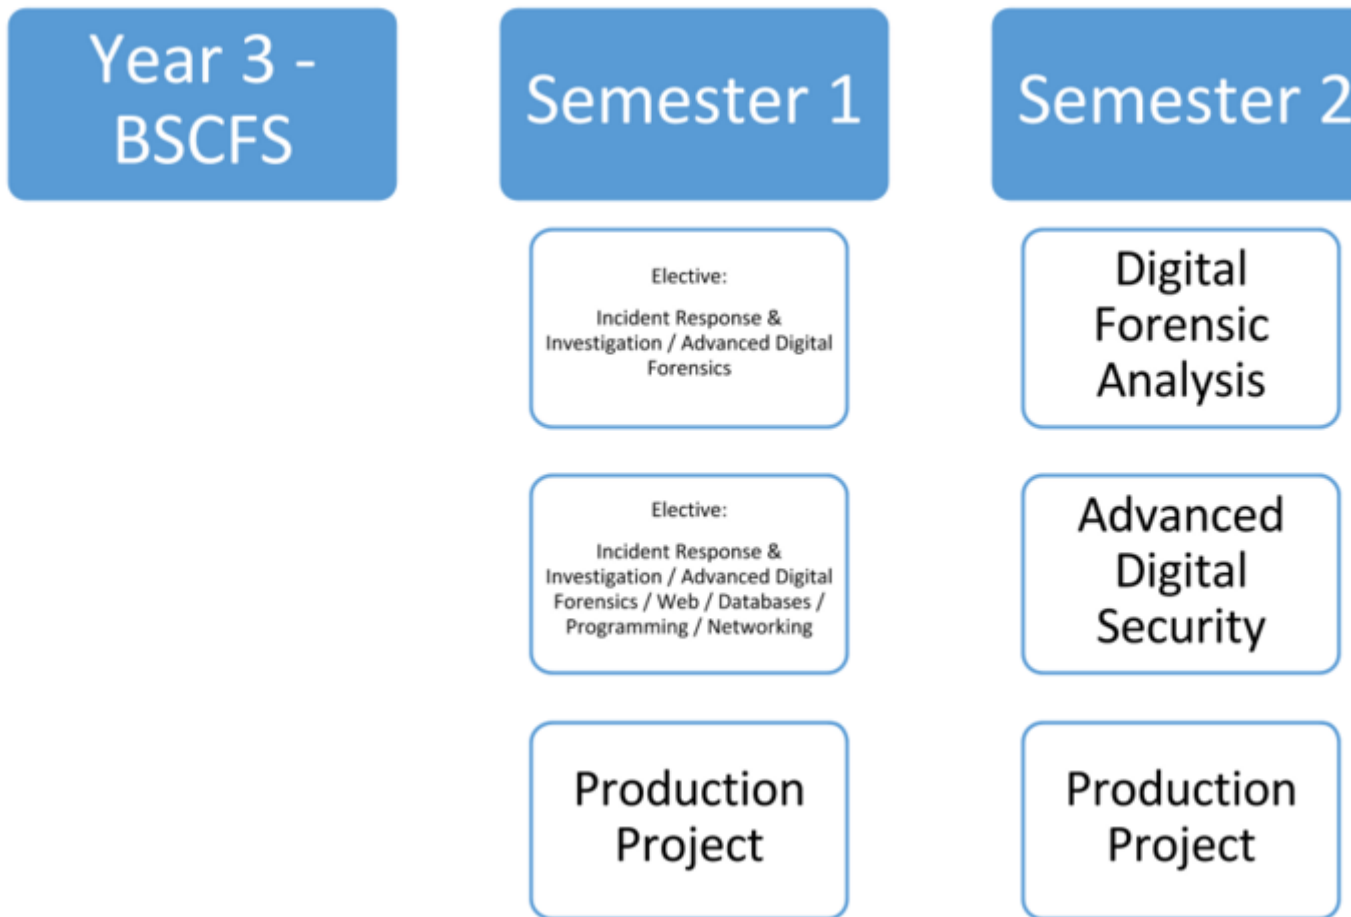 Year 3 -
BSCFS
Semester 1
Semester 2
Elective:
Incident Response &
Investigation / Advanced Digital
Forensics
Digital
Forensic
Analysis
Elective:
Incident Response &
Investigation / Advanced Digital
Forensics / Web / Databases /
Programming / Networking
Advanced
Digital
Security
Production
Project
Production
Project